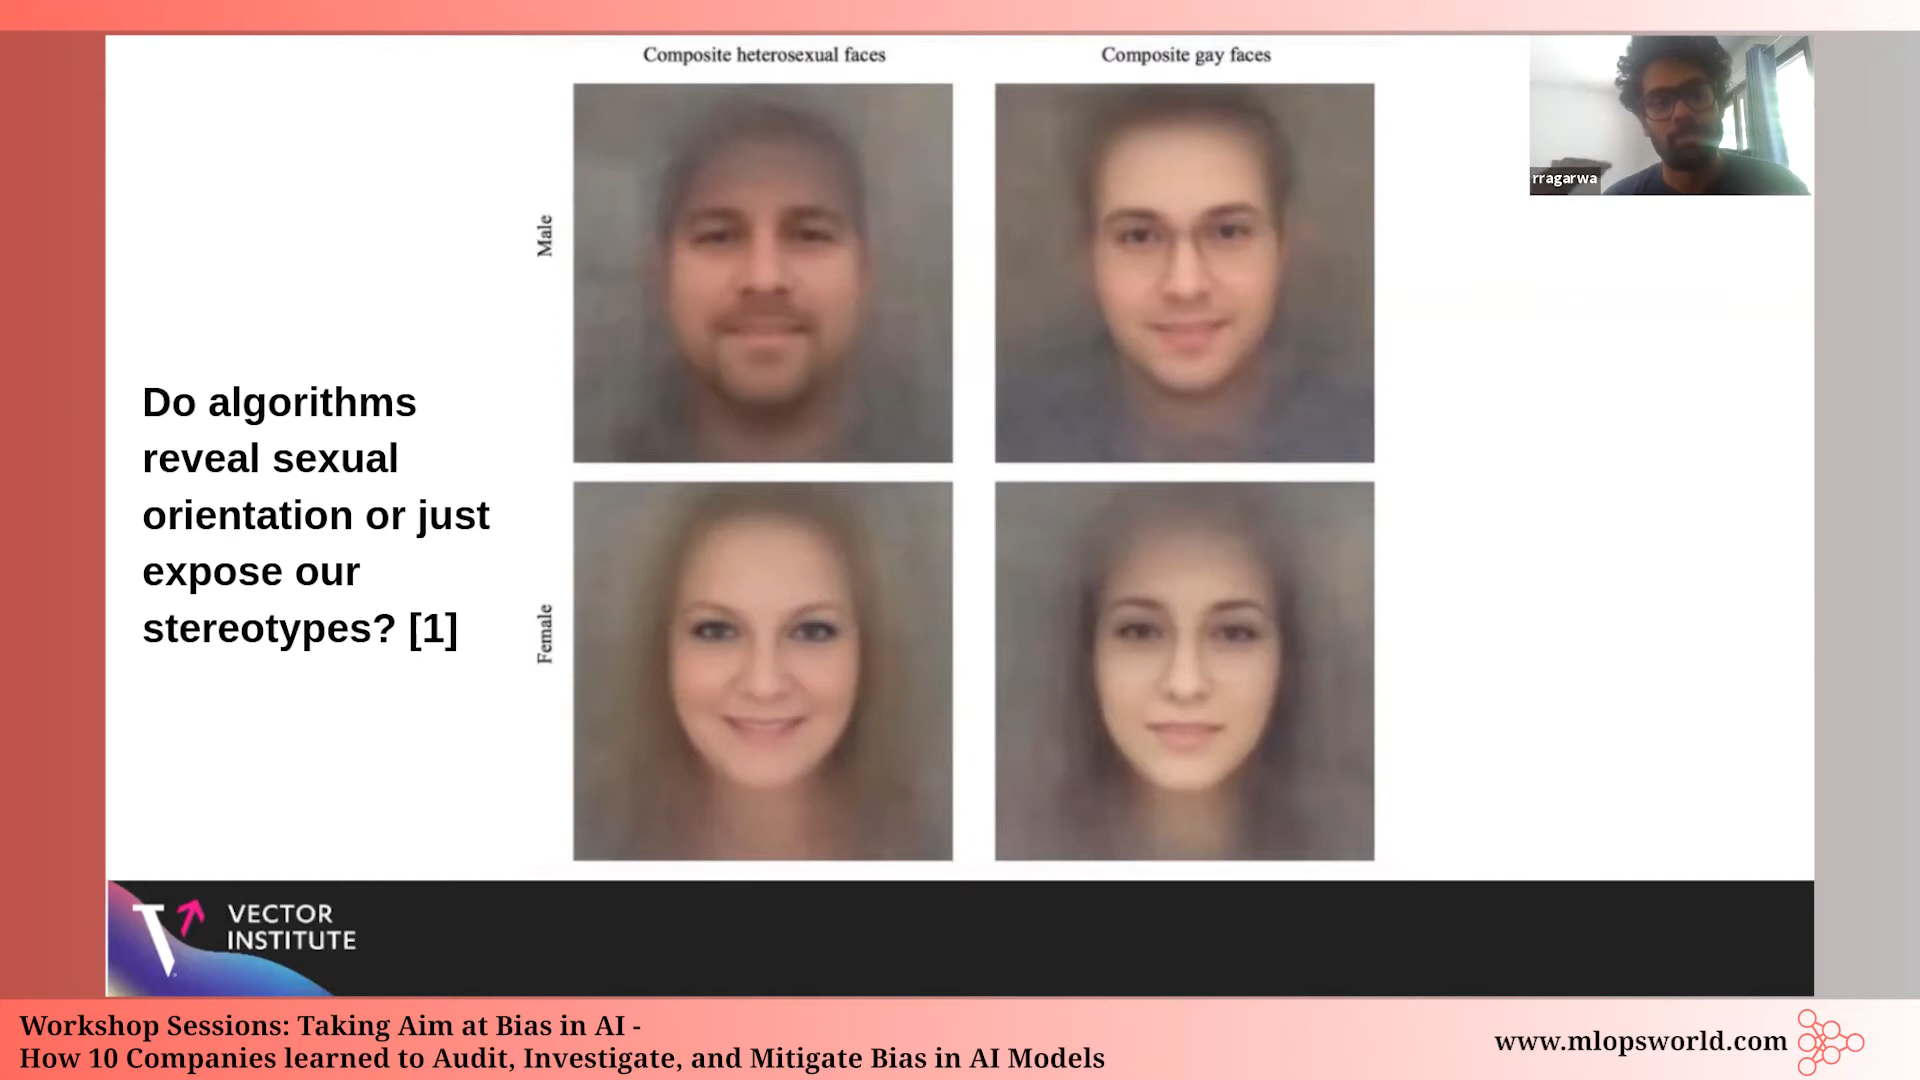 Composite heterosexual faces
Composite gay faces
rragarwa
Male
Do algorithms
reveal sexual
orientation or just
expose our
stereotypes? [1]
Female
VECTOR
INSTITUTE
Workshop Sessions: Taking Aim at Bias in AI -
How 10 Companies learned to Audit, Investigate, and Mitigate Bias in AI Models
www.mlopsworld.com